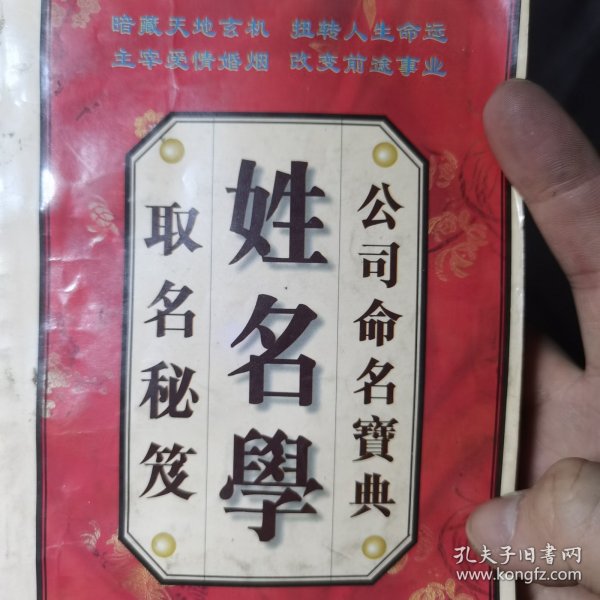 暗藏天地玄机 扭转人生命运
主宰爱情婚烟 改变前途事业
公司命名寶典
姓名學
取名秘笈
孔夫子旧书网
www.kongfz.com